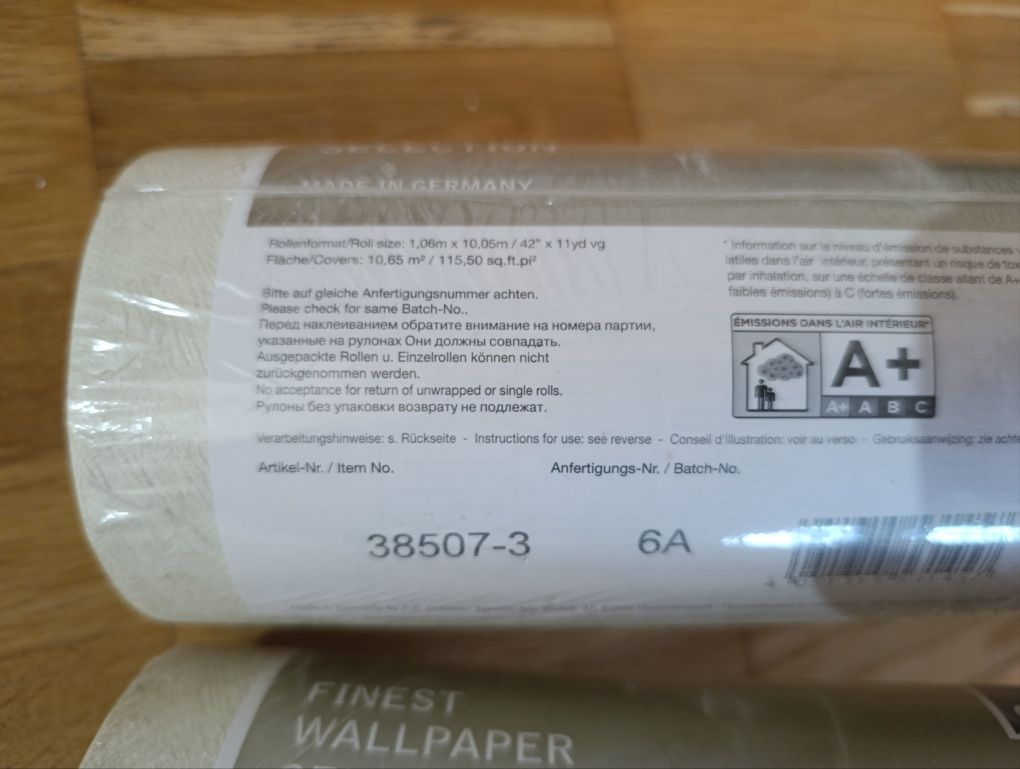 SELECTION
MADE IN GERMANY
Rollenformat/Roll size: 1,06m x 10,05m / 42" x 11yd vg
Fläche/Covers: 10,65 m² / 115,50 sq.ft.pi²
Bitte auf gleiche Anfertigungsnummer achten.
Please check for same Batch-No..
Перед наклеиванием обратите внимание на номера партии,
указанные на рулонах Они должны совпадать.
Ausgepackte Rollen u. Einzelrollen können nicht
zurückgenommen werden.
No acceptance for return of unwrapped or single rolls.
Рулоны без упаковки возврату не подлежат.
* Information sur le niveau d'émission de substances
latiles dans l'air intérieur, présentant un risque de tox
par inhalation, sur une échelle de classe allant de A+
faibles émissions) à C (fortes émissions).
ÉMISSIONS DANS L'AIR INTÉRIEUR*
A+
A+ A B C
Verarbeitungshinweise: s. Rückseite - Instructions for use: see reverse - Conseil d'illustration: voir au verso - Gebruiksaanwijzing: zie achte
Artikel-Nr. / Item No.
Anfertigungs-Nr. / Batch-No.
38507-3
6A
FINEST
WALLPAPER